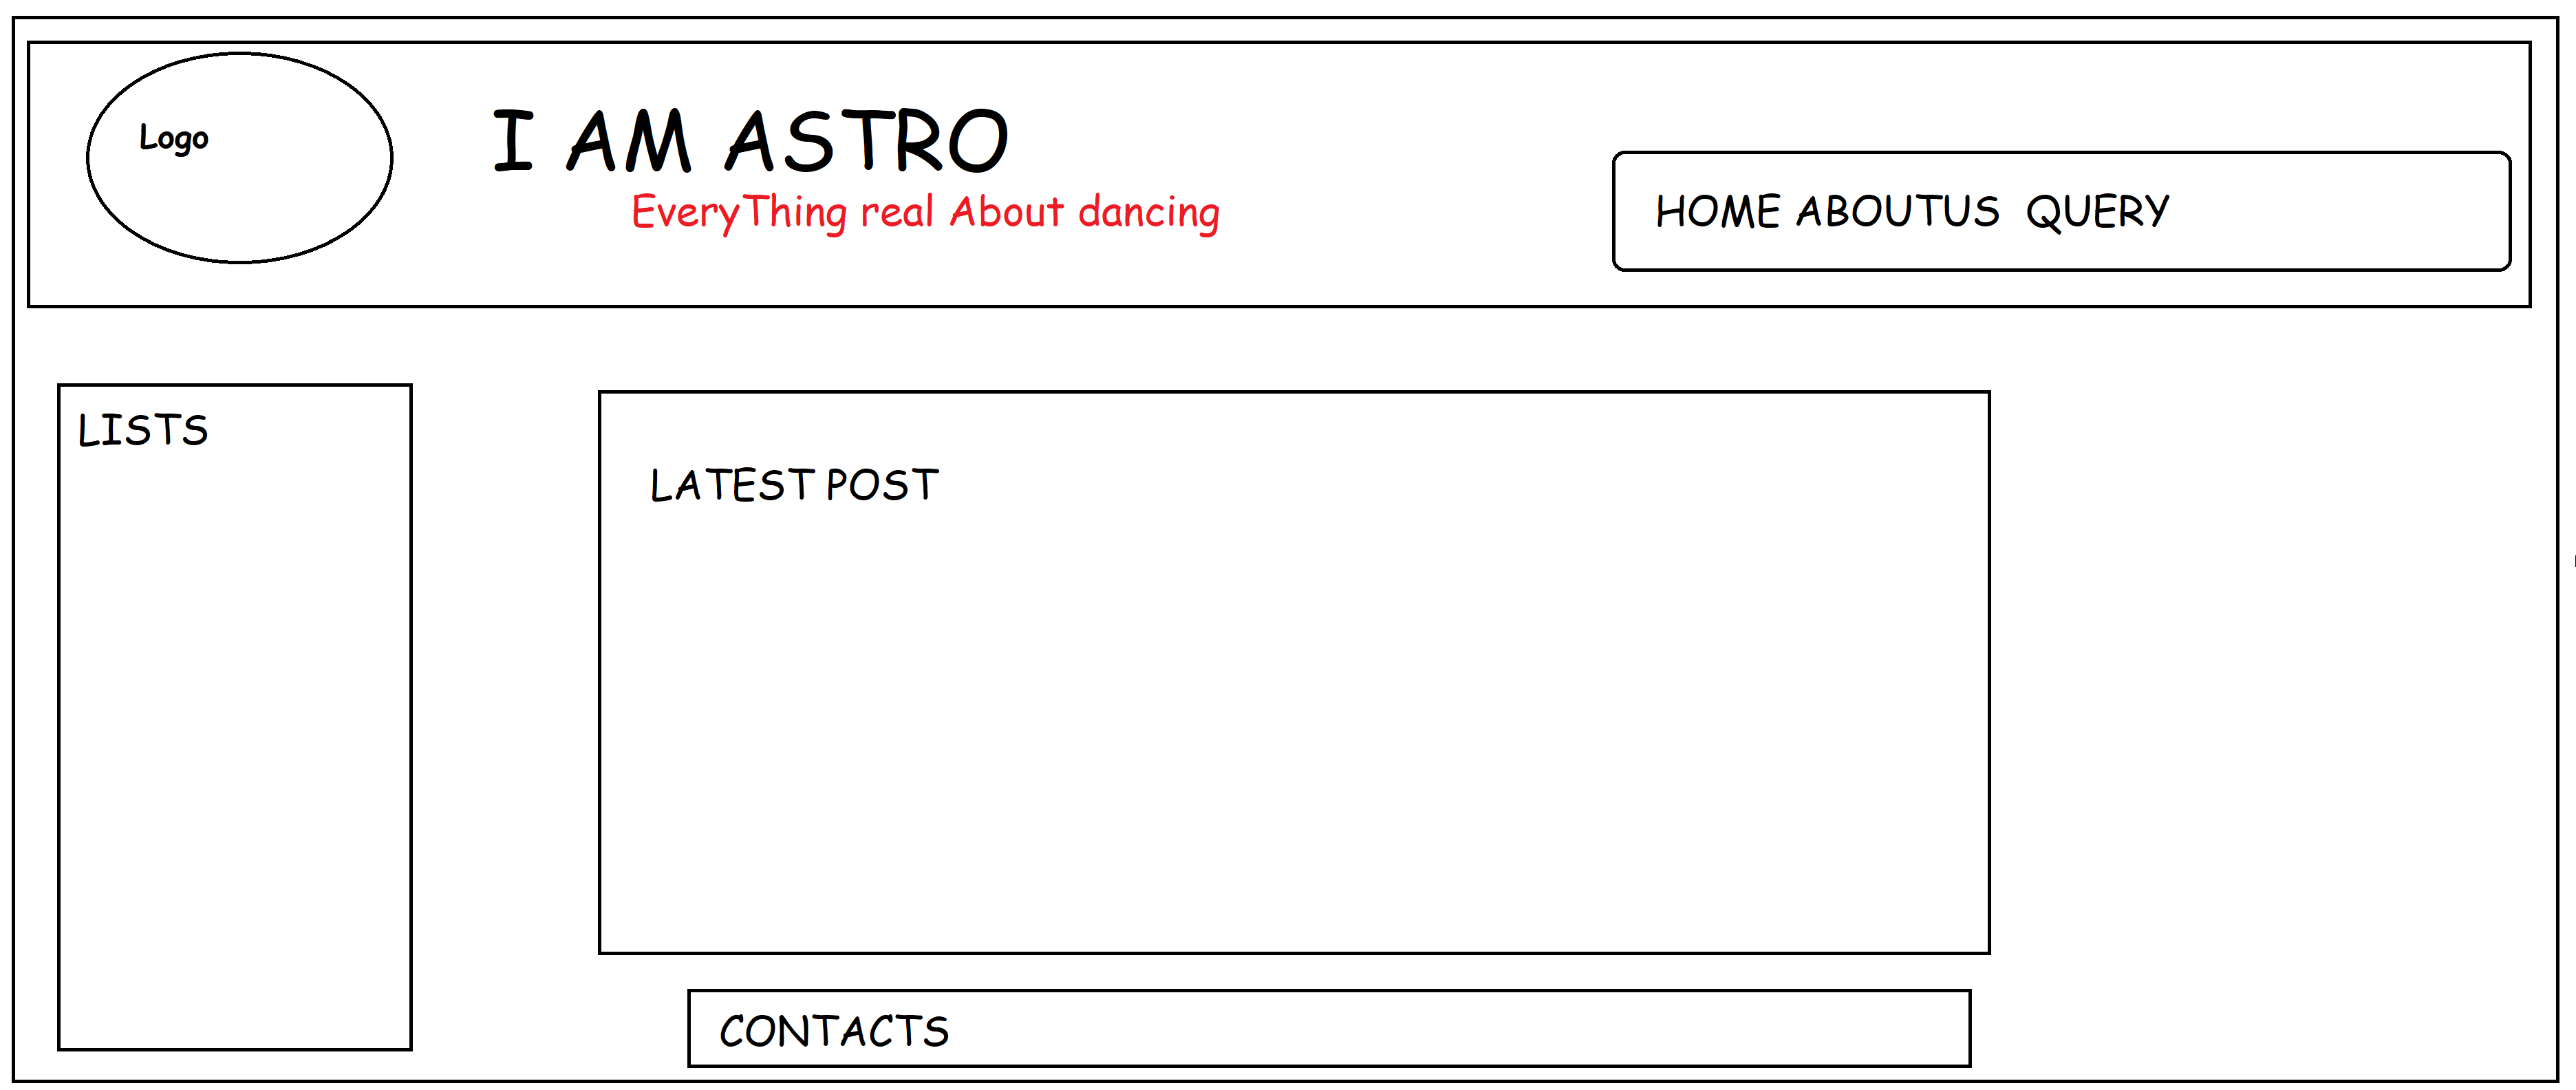 Logo
I AM ASTRO
EveryThing real About dancing
HOME ABOUTUS QUERY
LISTS
LATEST POST
CONTACTS